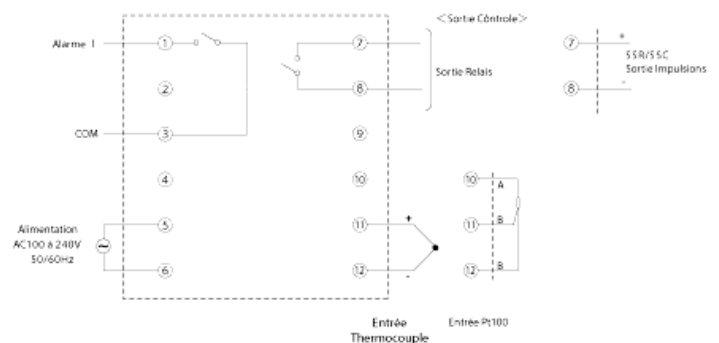 <Sortie Côntrole>
Alarme 1
1
7
7
+
SSR/SSC
Sortie Impulsions
Sortie Relais
2
8
8
-
COM
3
9
4
10
10
A
Alimentation
AC100 à 240V
50/60Hz
5
11
+
11
B
~
6
12
-
12
B
Entrée
Thermocouple
Entrée Pt100